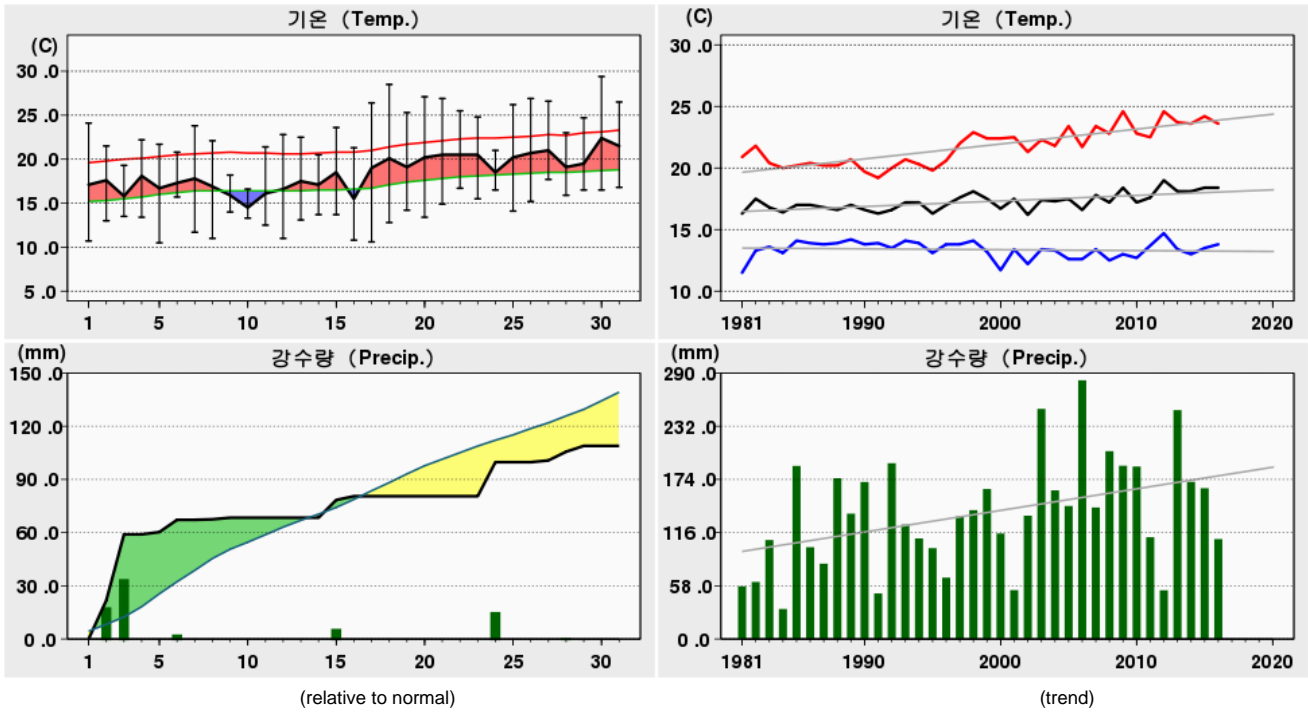 기온 (Temp.)
(C)
30 .0
25 .0
20 .0
15 .0
10 .0
5 .0
1 5 10 15 20 25 30
기온 (Temp.)
(C)
30 .0
25 .0
20 .0
15 .0
10 .0
1981 1990 2000 2010 2020
강수량 (Precip.)
(mm)
150 .0
120 .0
90 .0
60 .0
30 .0
0 .0
1 5 10 15 20 25 30
(relative to normal)
강수량 (Precip.)
(mm)
290 .0
232 .0
174 .0
116 .0
58 .0
0 .0
1981 1990 2000 2010 2020
(trend)